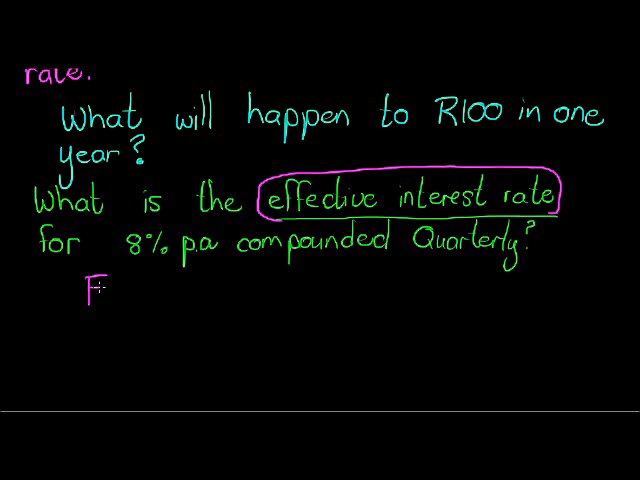 rate.
What will happen to R100 in one
year?
What is the effective interest rate
for 8% p.a compounded Quarterly?
F